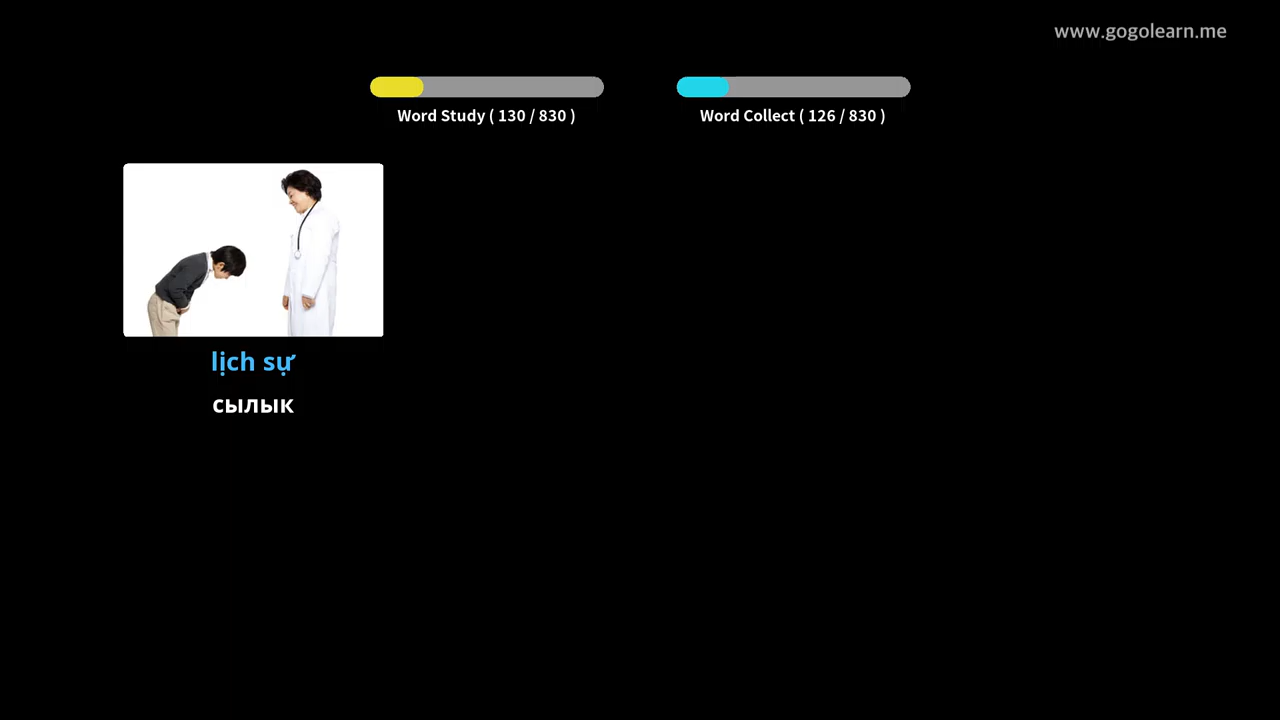 www.gogolearn.me
Word Study ( 130 / 830 )
Word Collect ( 126 / 830 )
lịch sự
сылык